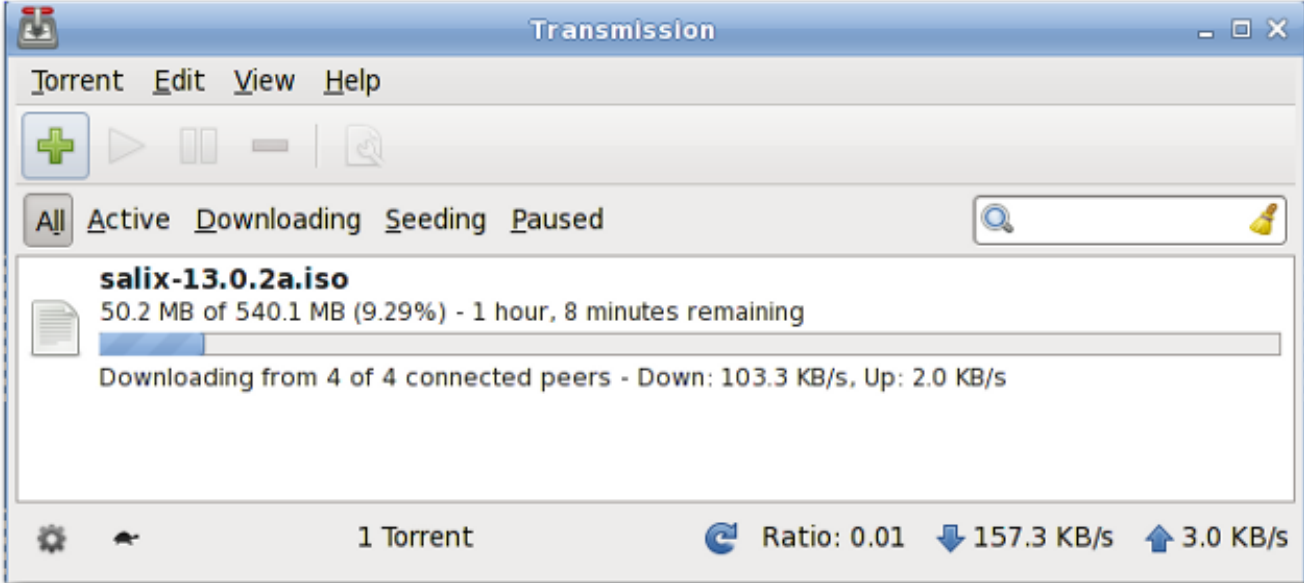 Transmission
Torrent Edit View Help
All Active Downloading Seeding Paused
salix-13.0.2a.iso
50.2 MB of 540.1 MB (9.29%) - 1 hour, 8 minutes remaining
Downloading from 4 of 4 connected peers - Down: 103.3 KB/s, Up: 2.0 KB/s
1 Torrent Ratio: 0.01 157.3 KB/s 3.0 KB/s